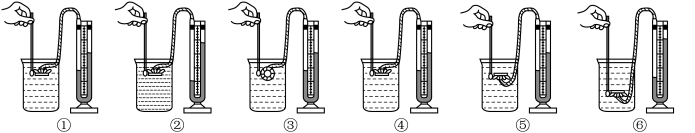 ① ② ③ ④ ⑤ ⑥